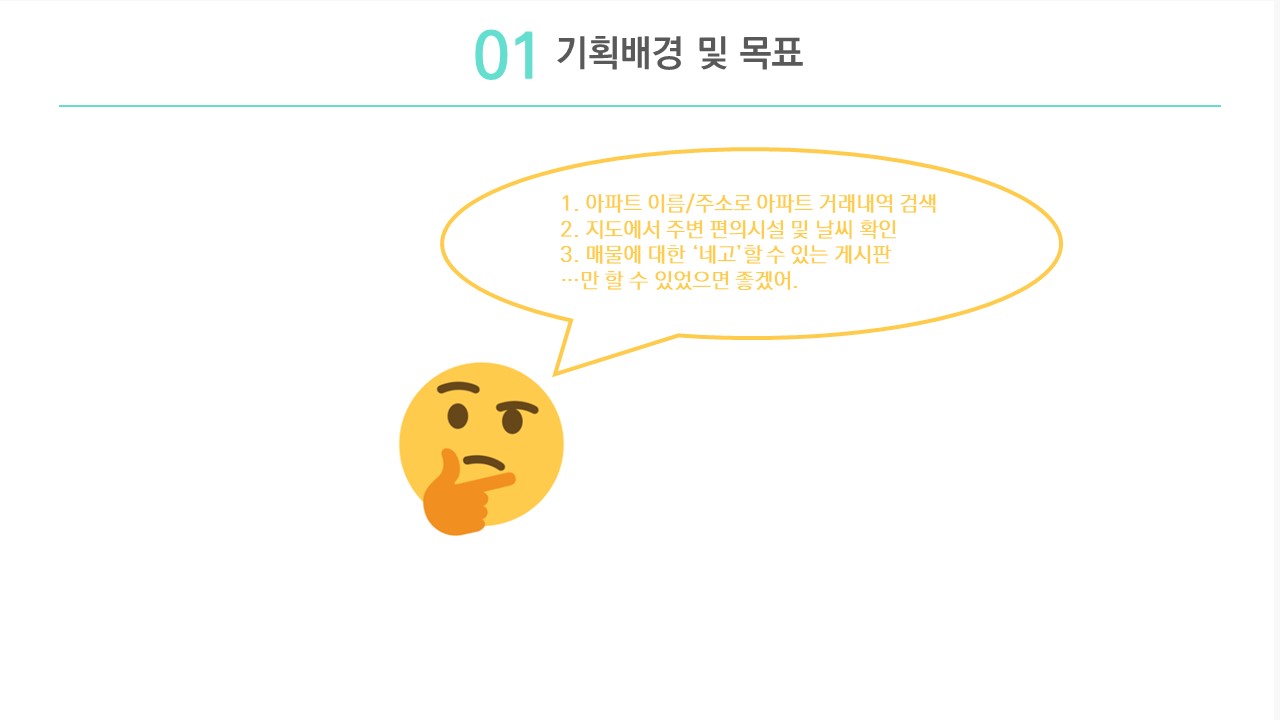 01 기획배경 및 목표
1. 아파트 이름/주소로 아파트 거래내역 검색
2. 지도에서 주변 편의시설 및 날씨 확인
3. 매물에 대한 ‘네고’할 수 있는 게시판
…만 할 수 있었으면 좋겠어.